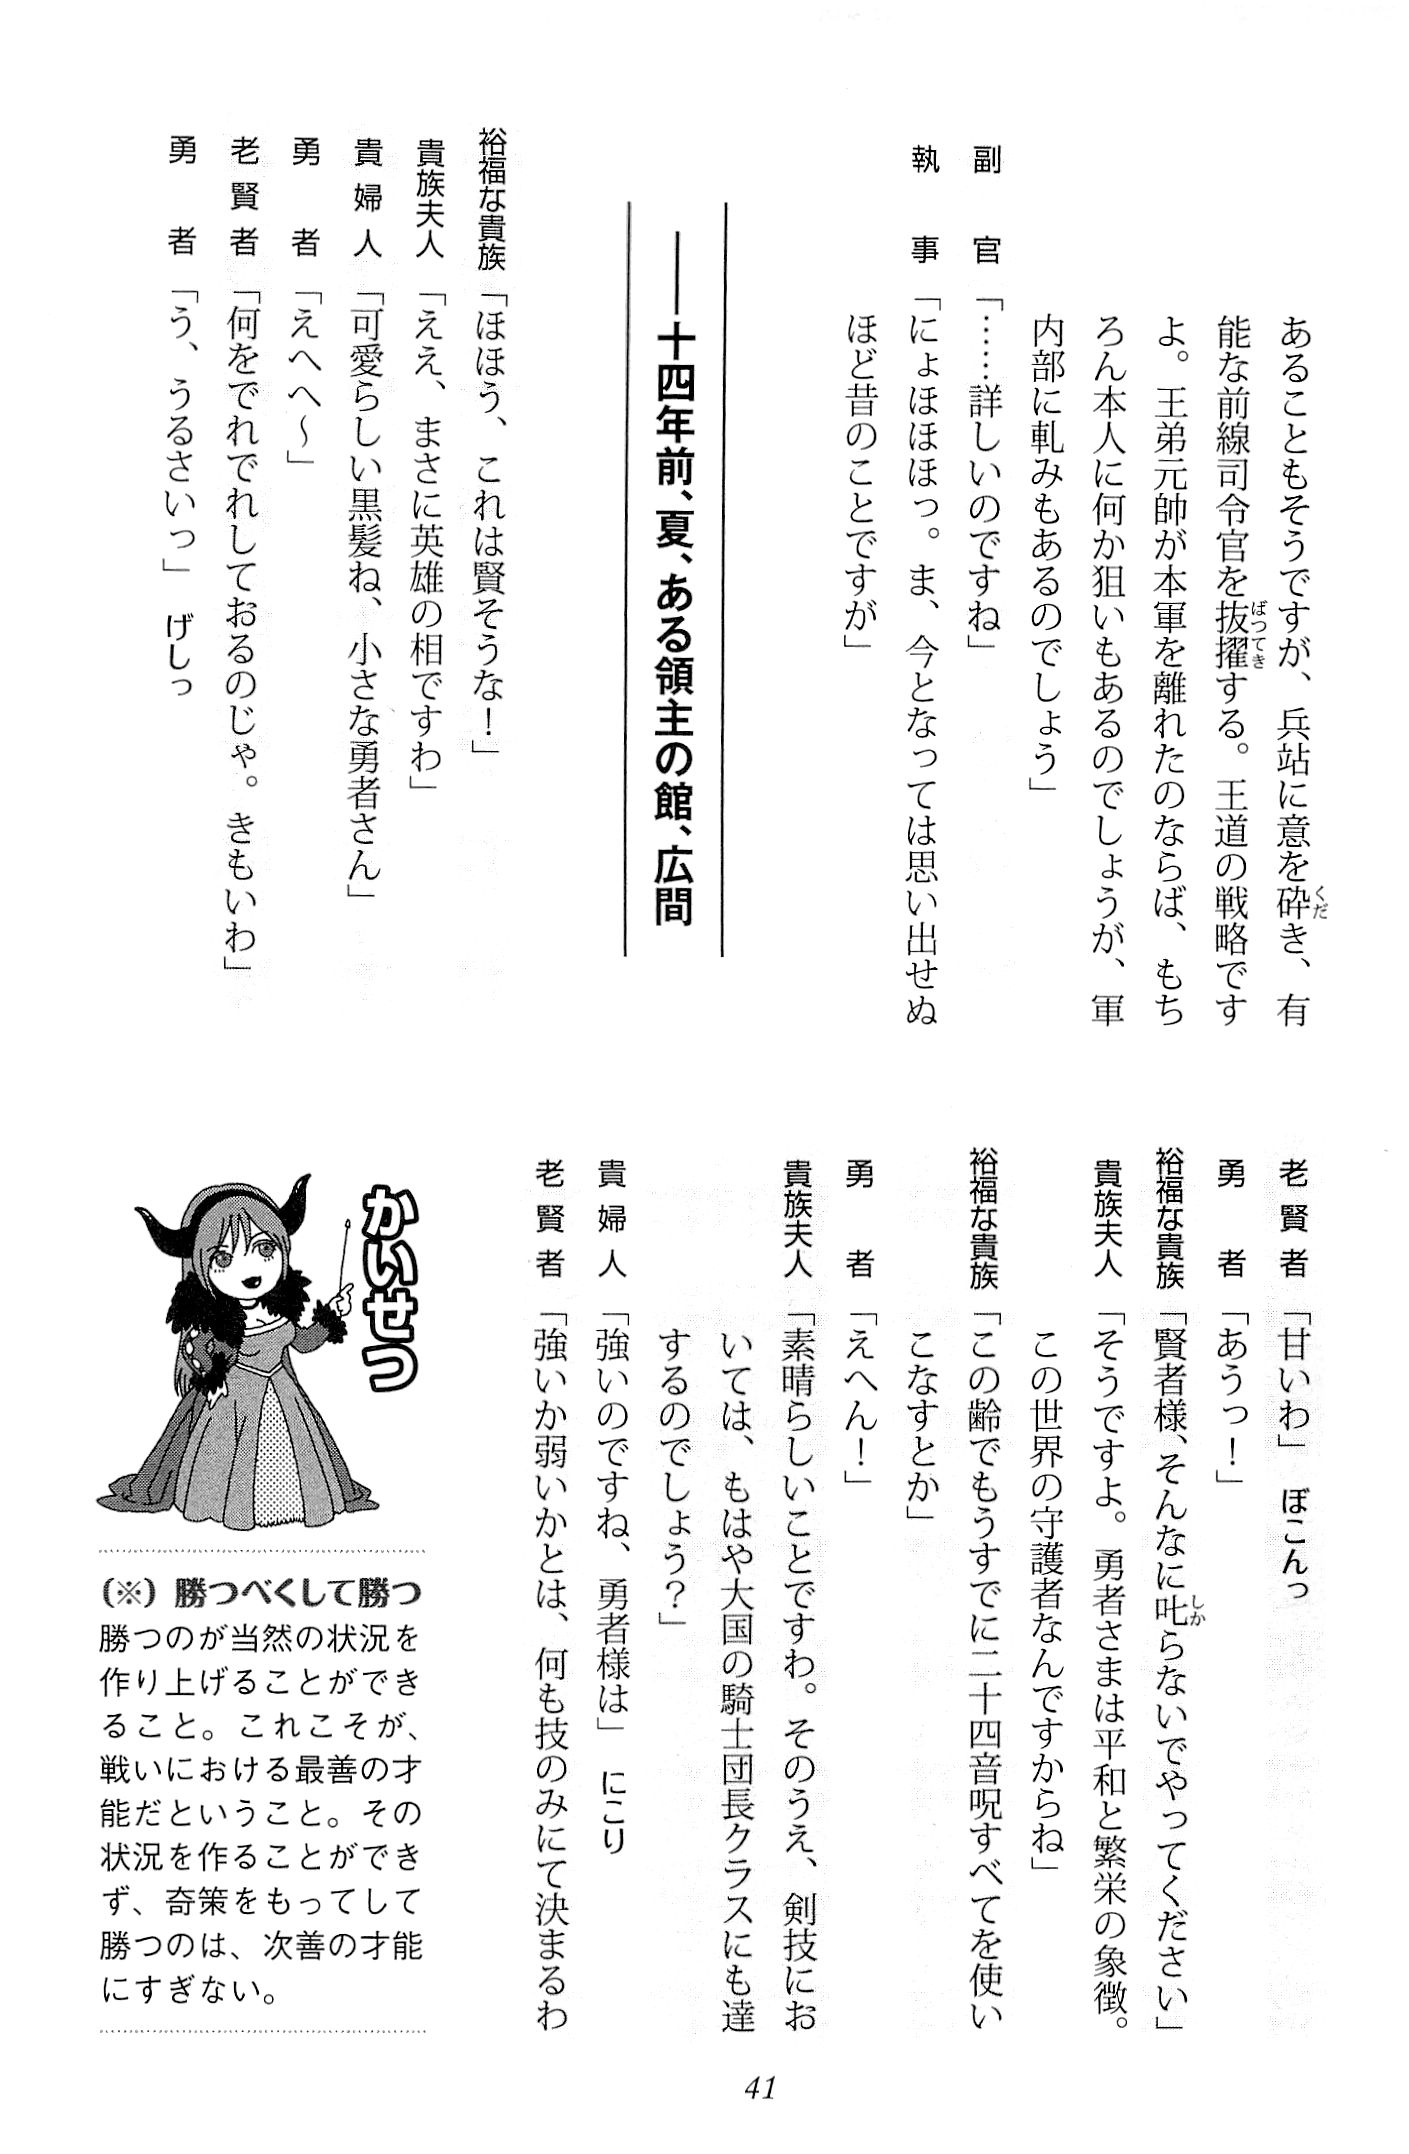 あることもそうですが、兵站に意を砕き、有
能な前線司令官を抜擢する。王道の戦略です
よ。王弟元帥が本軍を離れたのならば、もち
ろん本人に何か狙いもあるのでしょうが、軍
内部に軋みもあるのでしょう」
副官「……詳しいのですね」
執事「にょほほほっ。ま、今となっては思い出せぬ
ほど昔のことですが」
――十四年前、夏、ある領主の館、広間
裕福な貴族「ほほう、これは賢そうな！」
貴族夫人「ええ、まさに英雄の相ですわ」
貴婦人「可愛らしい黒髪ね、小さな勇者さん」
勇者「えへへ〜」
老賢者「何をでれでれしておるのじゃ。きもいわ」
勇者「う、うるさいっ」　げしっ
老賢者「甘いわ」　ぼこんっ
勇者「あうっ！」
裕福な貴族「賢者様、そんなに叱らないでやってください」
貴族夫人「そうですよ。勇者さまは平和と繁栄の象徴。
この世界の守護者なんですからね」
裕福な貴族「この齢でもうすでに二十四音呪すべてを使い
こなすとか」
勇者「えへん！」
貴族夫人「素晴らしいことですわ。そのうえ、剣技にお
いては、もはや大国の騎士団長クラスにも達
するのでしょう？」
貴婦人「強いのですね、勇者様は」　にこり
老賢者「強いか弱いかとは、何も技のみにて決まるわ
かいせつ
（※）勝つべくして勝つ
勝つのが当然の状況を
作り上げることができ
ること。これこそが、
戦いにおける最善の才
能だということ。その
状況を作ることができ
ず、奇策をもってして
勝つのは、次善の才能
にすぎない。
41